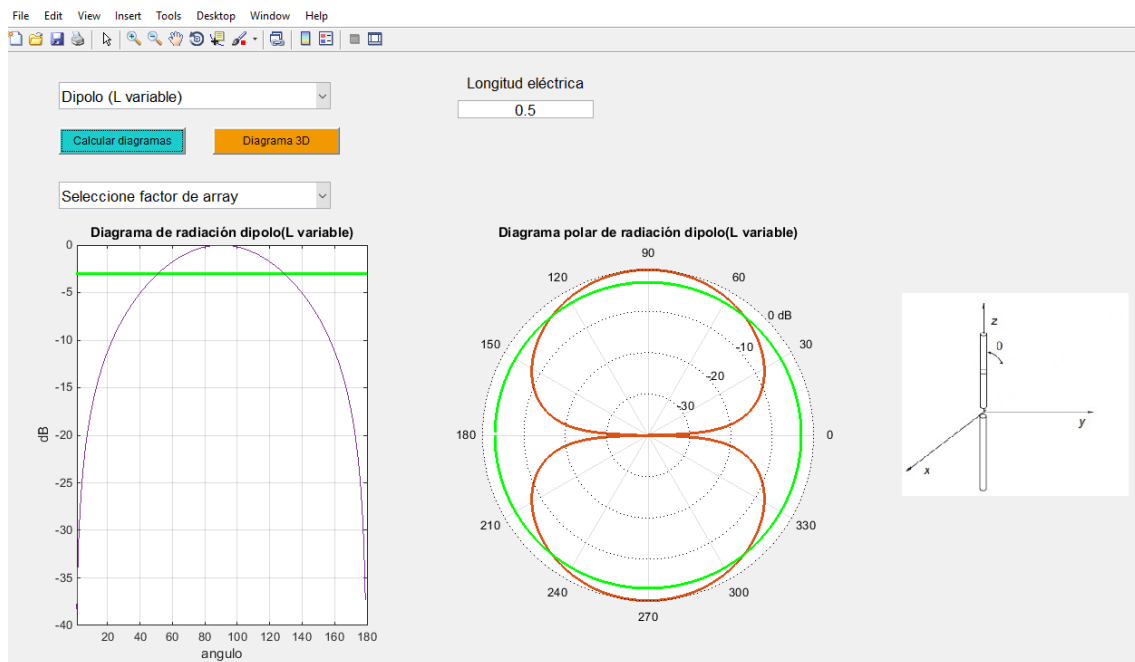 File Edit View Insert Tools Desktop Window Help
Dipolo (L variable)
Longitud eléctrica
0.5
Calcular diagramas
Diagrama 3D
Seleccione factor de array
Diagrama de radiación dipolo(L variable)
0
-5
-10
-15
-20
-25
-30
-35
-40
dB
20 40 60 80 100 120 140 160 180
angulo
Diagrama polar de radiación dipolo(L variable)
90
120
60
0 dB
150
-10
30
-20
-30
180
0
210
330
240
300
270
z
θ
y
x